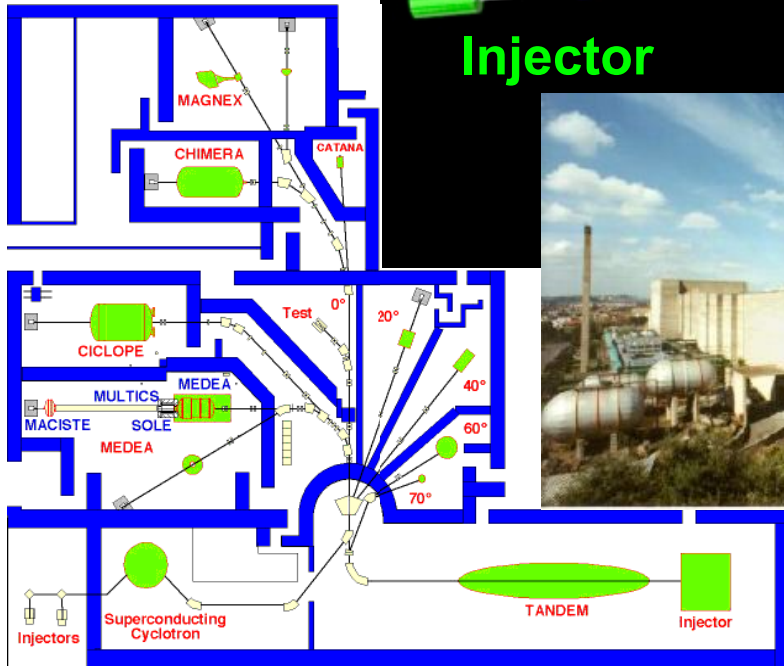 Injector
MAGNEX
CHIMERA
CATANA
0°
Test
20°
CICLOPE
40°
MULTICS
MEDEA
MACISTE
SOLE
60°
MEDEA
70°
Superconducting
Cyclotron
Injectors
TANDEM
Injector